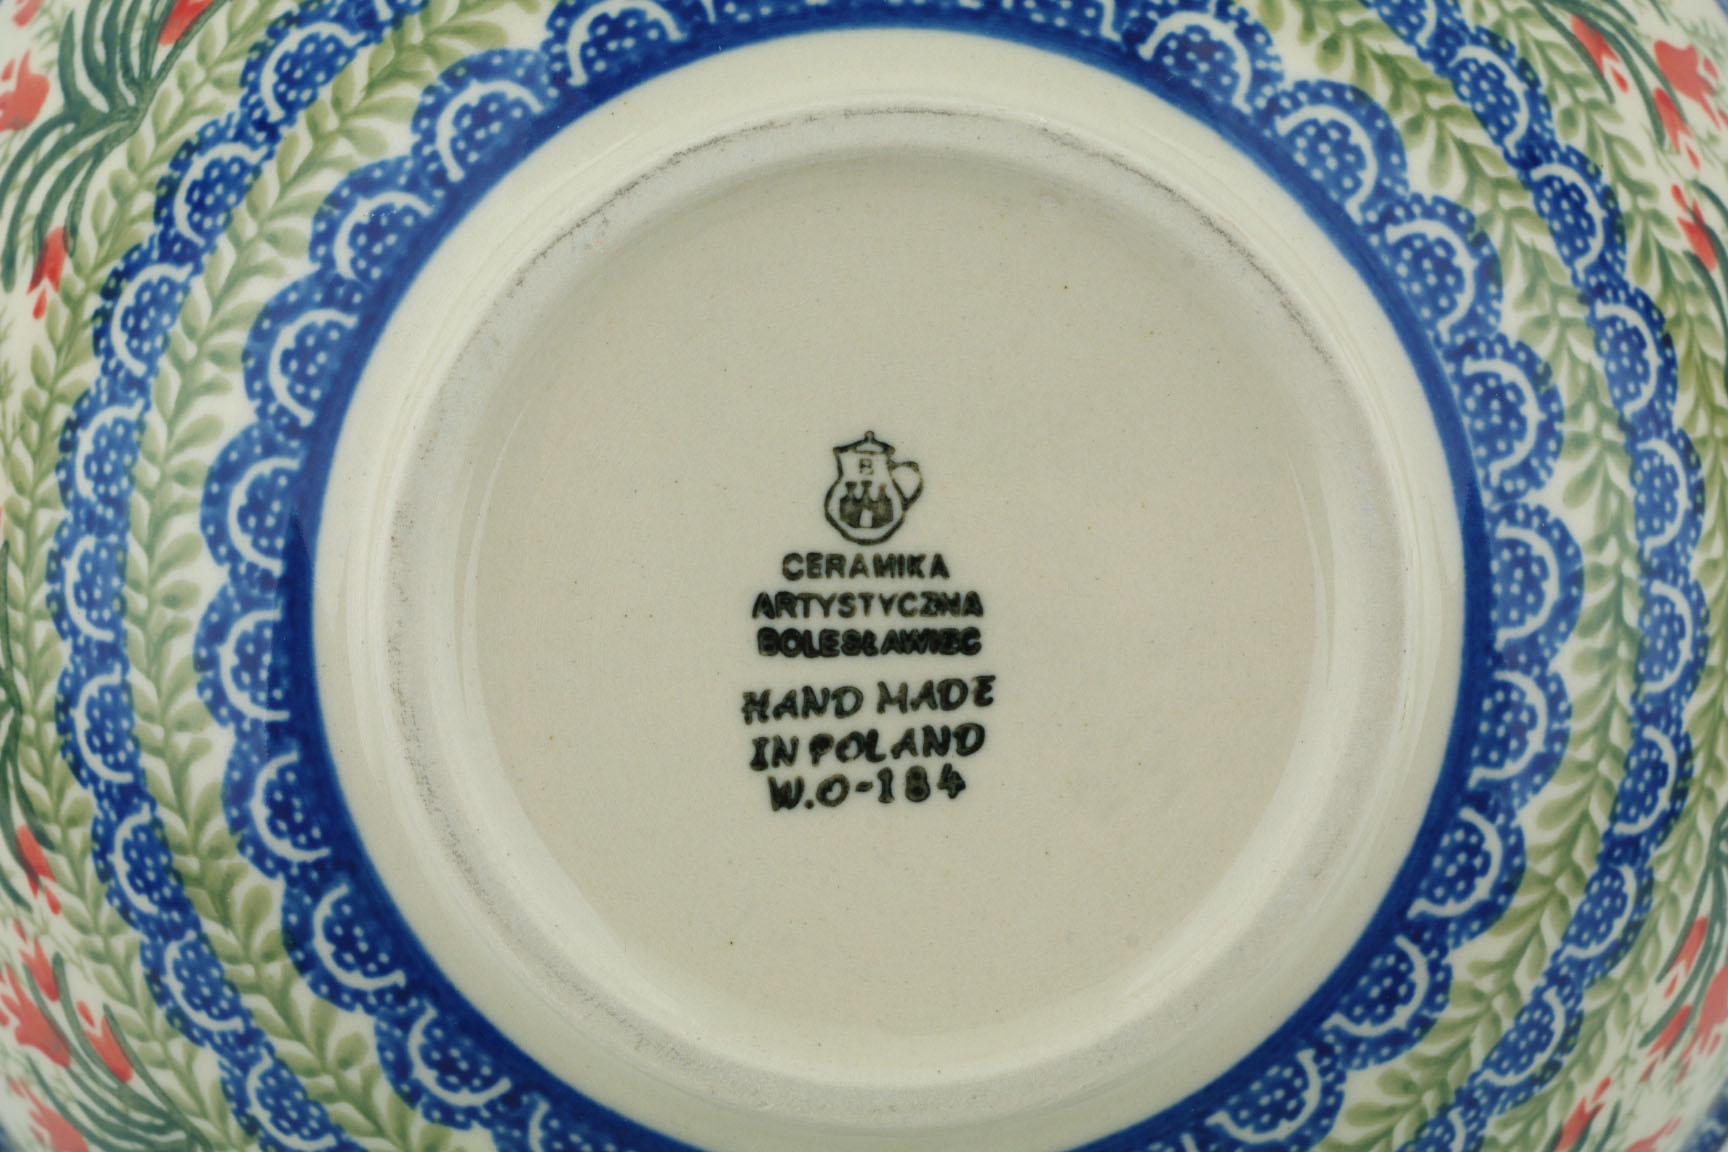 B
CERAMIKA
ARTYSTYCZNA
BOLESŁAWIEC
HAND MADE
IN POLAND
W.O-184